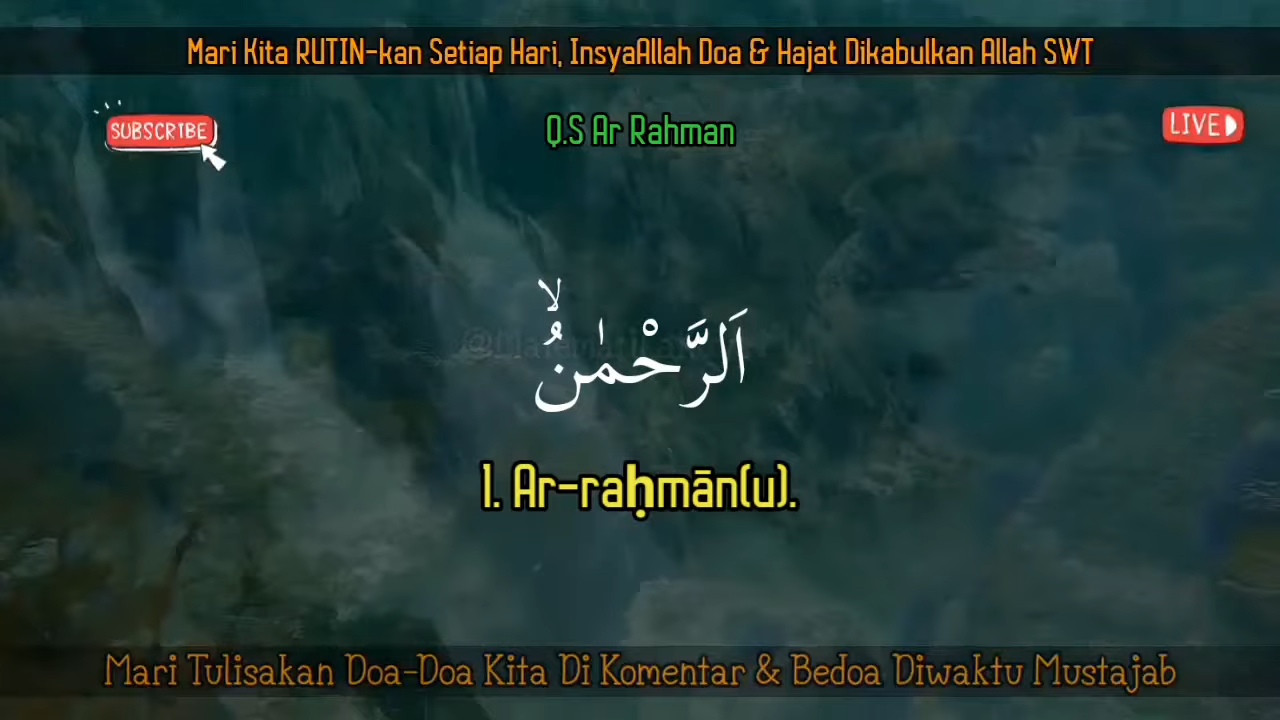 Mari Kita RUTIN-kan Setiap Hari, InsyaAllah Doa & Hajat Dikabulkan Allah SWT
SUBSCRIBE
Q.S Ar Rahman
LIVE
اَلرَّحْمٰنُۙ
1. Ar-raḥmān(u).
Mari Tulisakan Doa-Doa Kita Di Komentar & Bedoa Diwaktu Mustajab